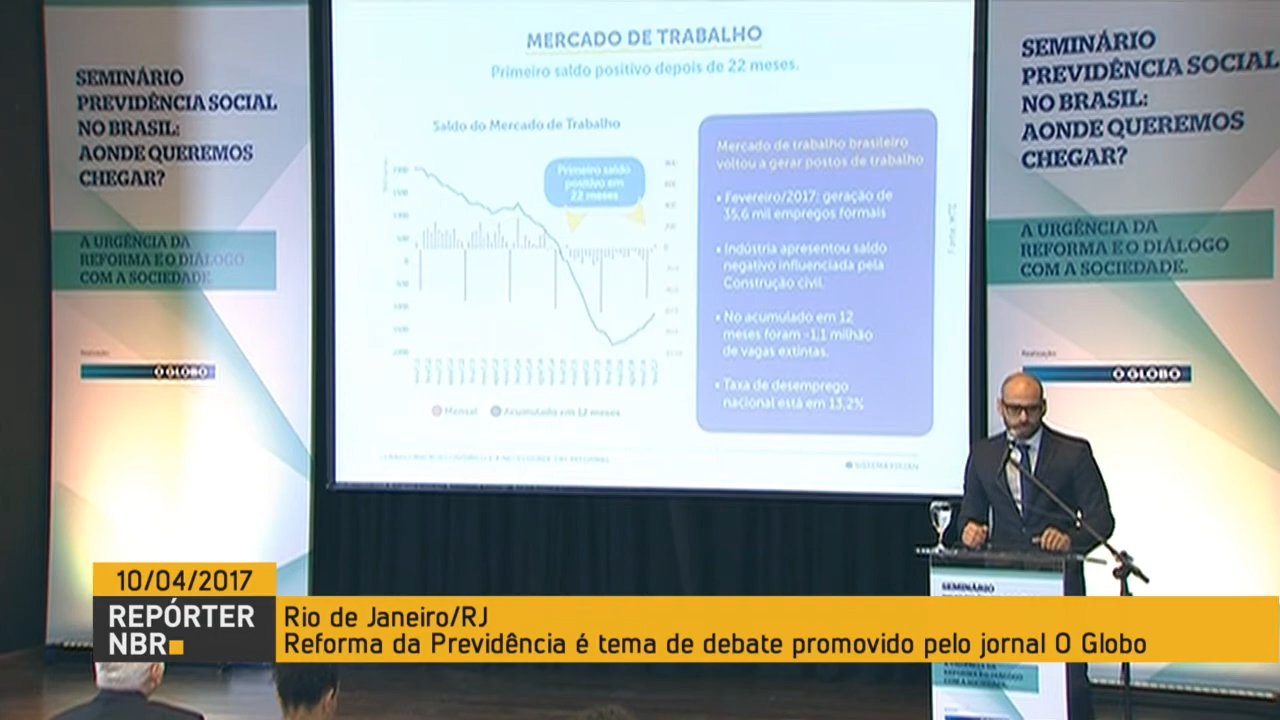 SEMINÁRIO
PREVIDÊNCIA SOCIAL
NO BRASIL:
AONDE QUEREMOS
CHEGAR?
A URGÊNCIA DA
REFORMA E O DIÁLOGO
COM A SOCIEDADE.
Realização
O GLOBO
MERCADO DE TRABALHO
Primeiro saldo positivo depois de 22 meses.
Saldo do Mercado de Trabalho
Primeiro saldo
positivo em
22 meses
Mensal
Acumulado em 12 meses
Mercado de trabalho brasileiro
voltou a gerar postos de trabalho
• Fevereiro/2017: geração de
35,6 mil empregos formais
• Indústria apresentou saldo
negativo influenciada pela
Construção civil.
• No acumulado em 12
meses foram -1,1 milhão
de vagas extintas.
• Taxa de desemprego
nacional está em 13,2%
SEMINÁRIO
PREVIDÊNCIA SOCIAL
NO BRASIL:
AONDE QUEREMOS
CHEGAR?
A URGÊNCIA DA
REFORMA E O DIÁLOGO
COM A SOCIEDADE.
Realização
O GLOBO
SEMINÁRIO
10/04/2017
REPÓRTER
NBR
Rio de Janeiro/RJ
Reforma da Previdência é tema de debate promovido pelo jornal O Globo